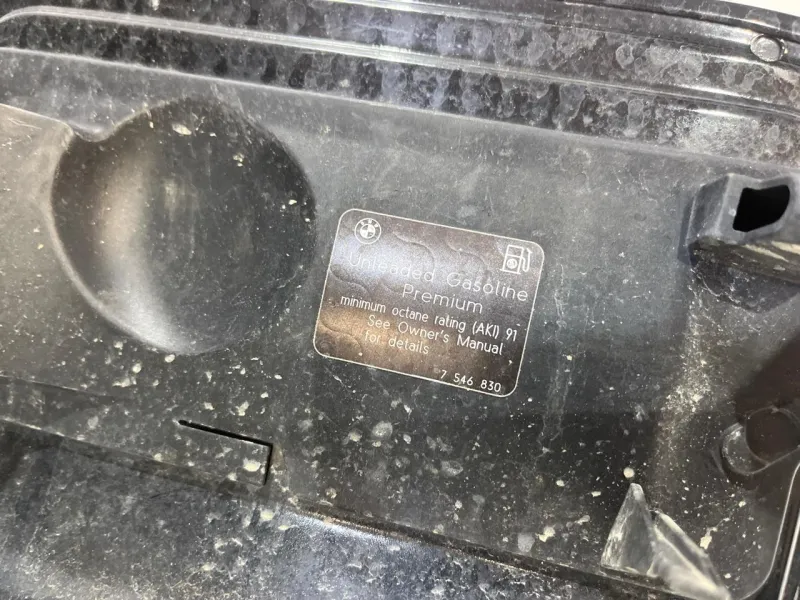 Unleaded Gasoline
Premium
minimum octane rating (AKI) 91
See Owner's Manual
for details
7 546 830